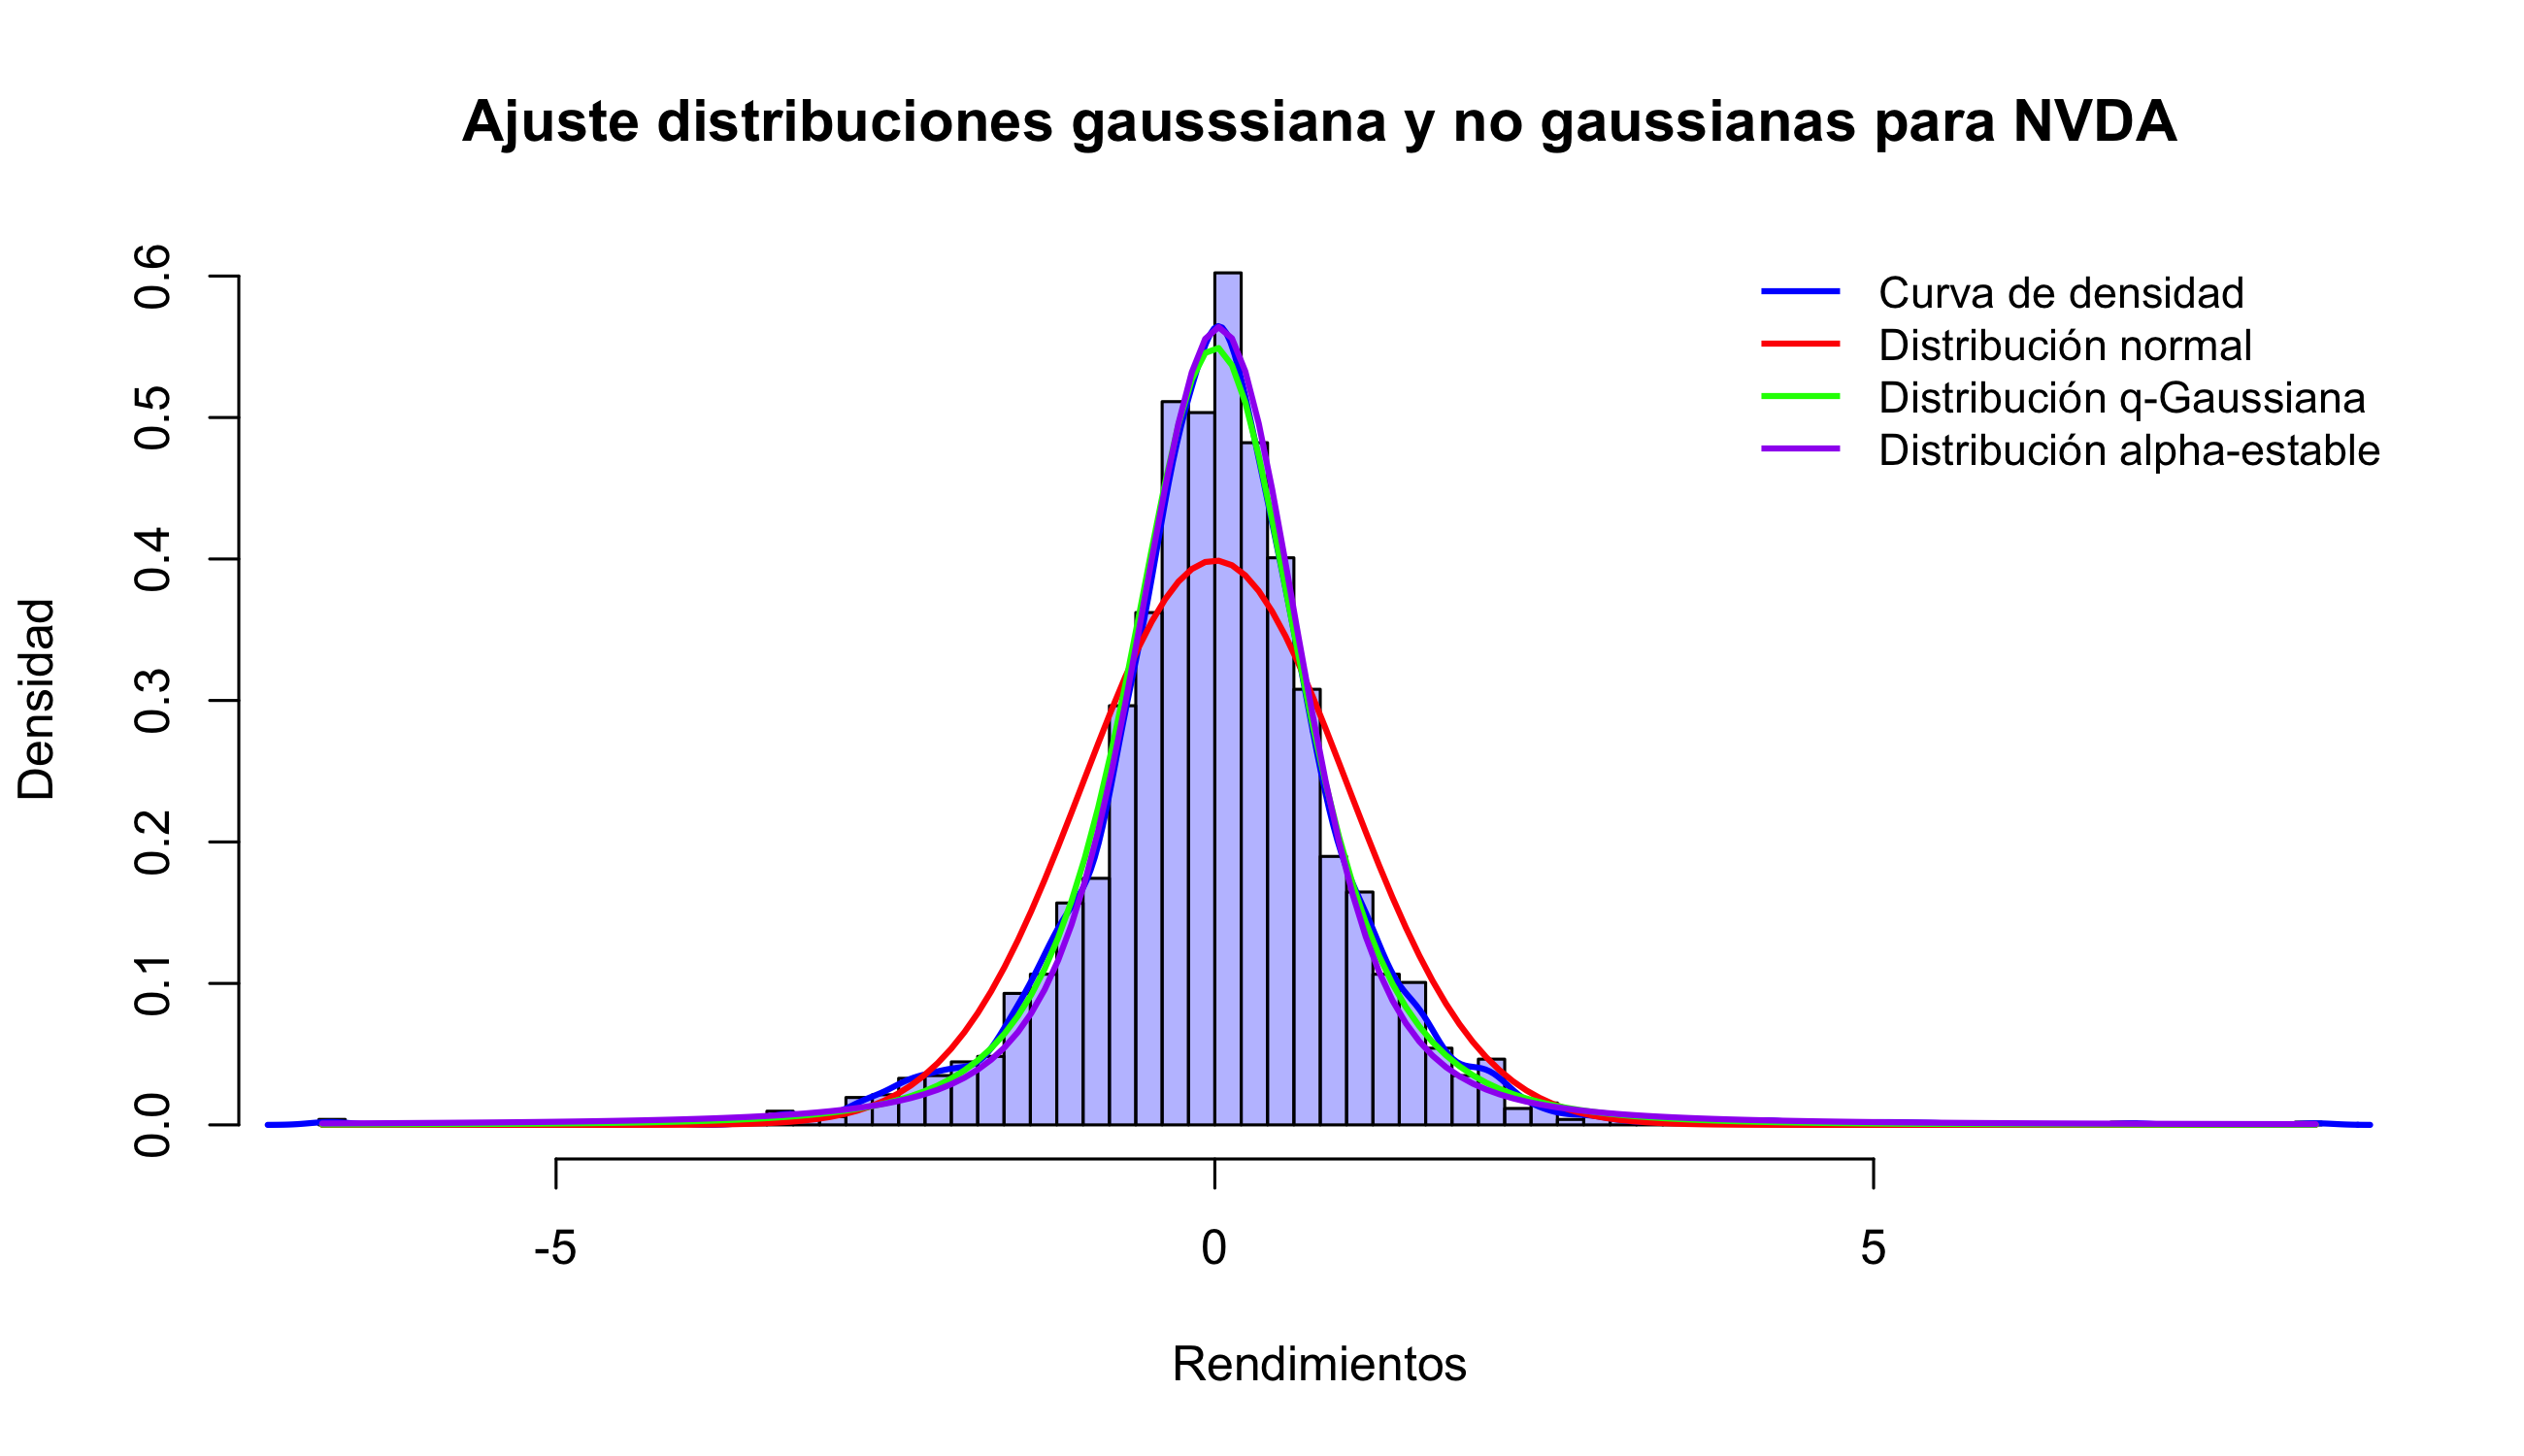 Ajuste distribuciones gausssiana y no gaussianas para NVDA
Curva de densidad
Distribución normal
Distribución q-Gaussiana
Distribución alpha-estable
Densidad
0.6
0.5
0.4
0.3
0.2
0.1
0.0
-5 0 5
Rendimientos